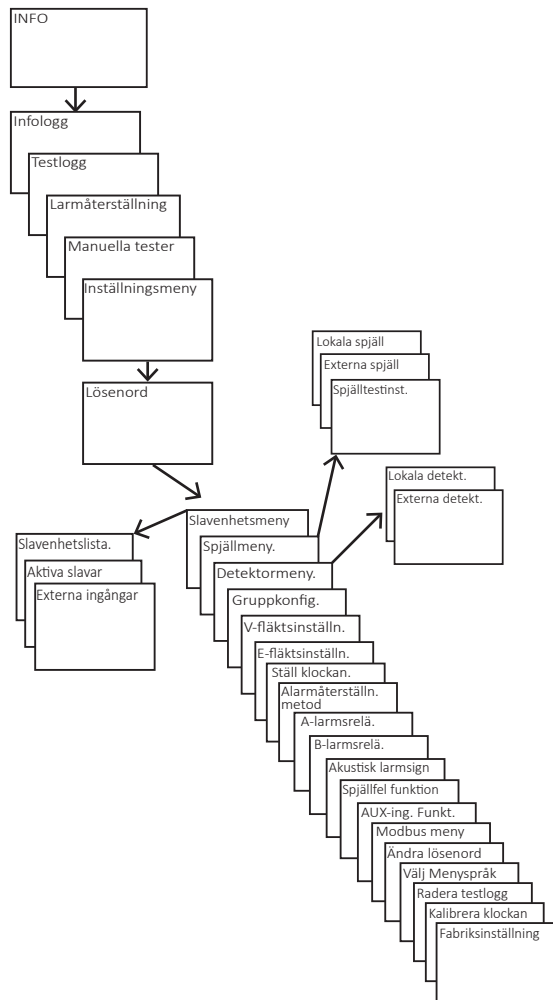 INFO
Infologg
Testlogg
Larmåterställning
Manuella tester
Inställningsmeny
Lösenord
Lokala spjäll
Externa spjäll
Spjälltestinst.
Lokala detekt.
Externa detekt.
Slavenhetslista.
Aktiva slavar
Externa ingångar
Slavenhetsmeny
Spjällmeny.
Detektormeny.
Gruppkonfig.
V-fläktsinställn.
E-fläktsinställn.
Ställ klockan.
Alarmåterställn.
metod
A-larmsrelä.
B-larmsrelä.
Akustisk larmsign
Spjällfel funktion
AUX-ing. Funkt.
Modbus meny
Ändra lösenord
Välj Menyspråk
Radera testlogg
Kalibrera klockan
Fabriksinställning